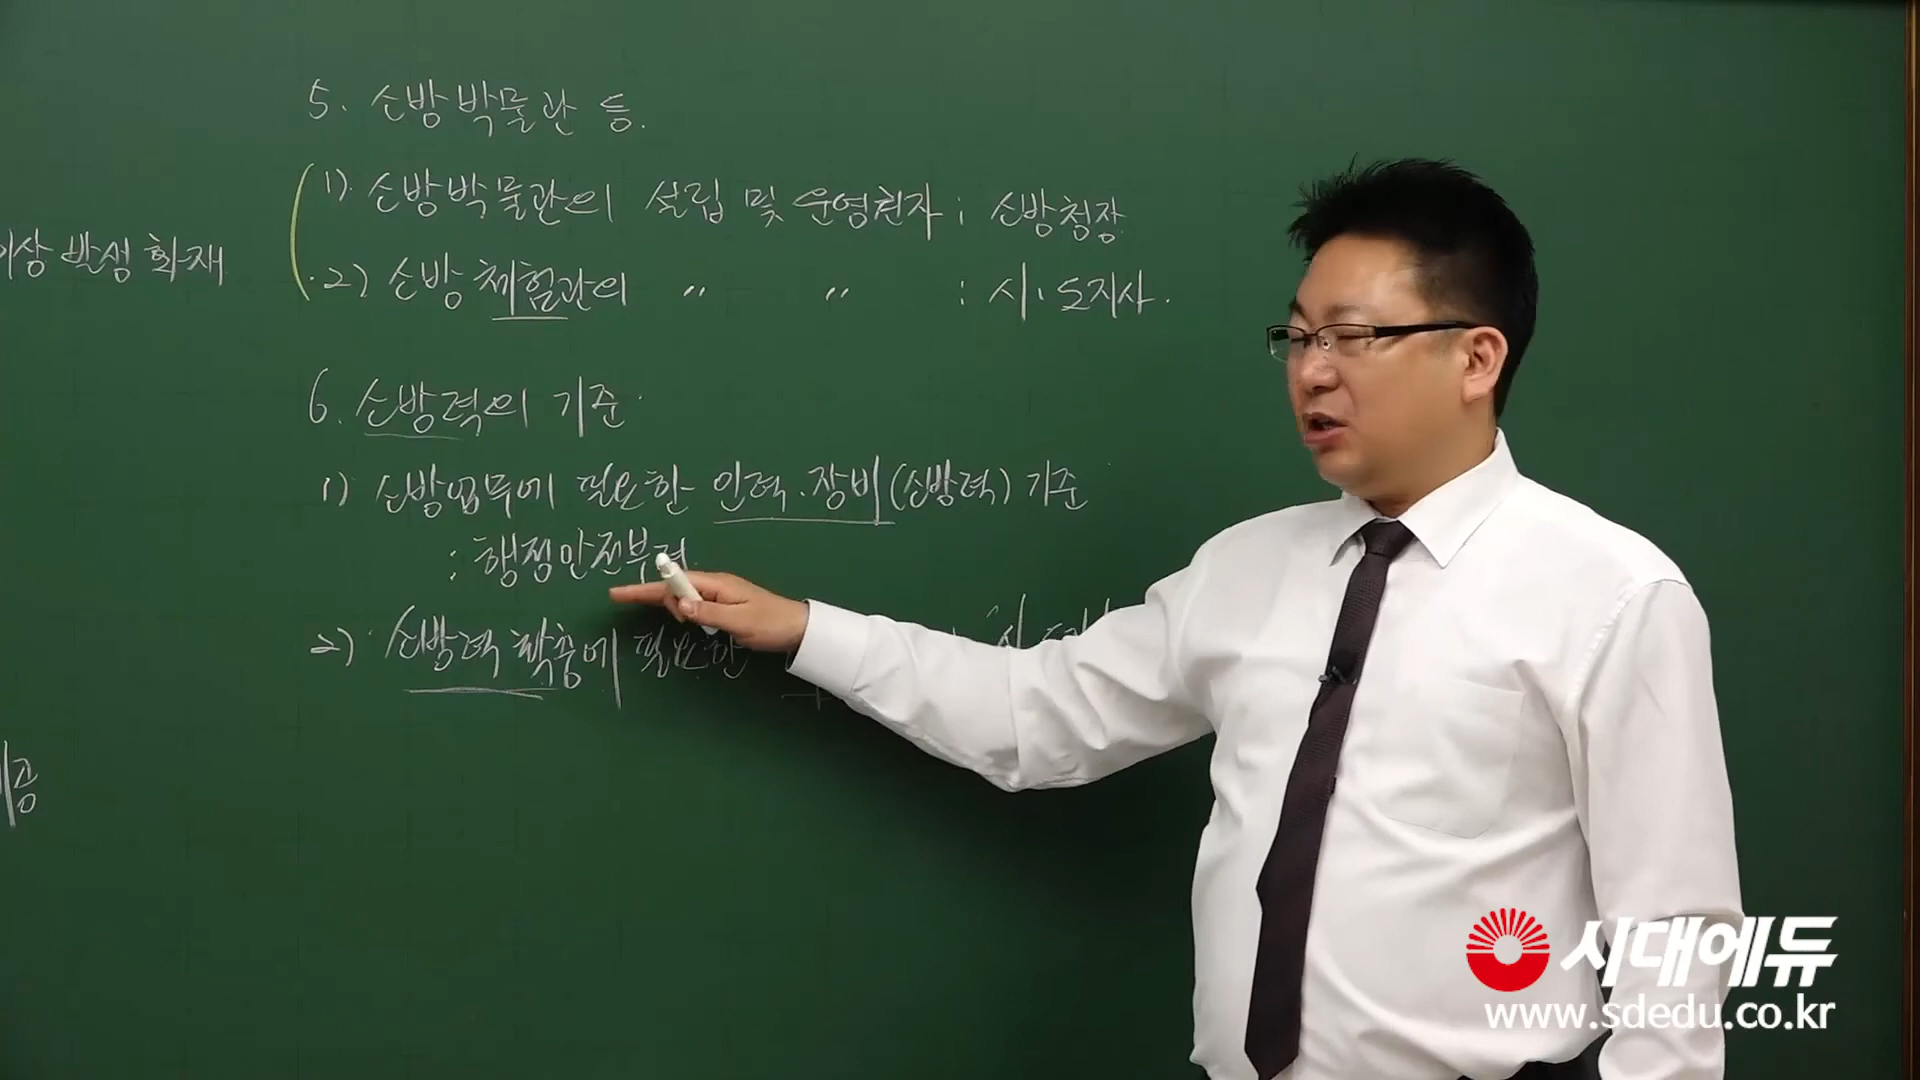 5. 소방박물관 등.
1). 소방박물관의 설립 및 운영권자 : 소방청장
이상 발생 화재
2) 소방 체험관의 〃 〃 : 시·도지사.
6. 소방력의 기준
1) 소방업무에 필요한 인력·장비(소방력) 기준
: 행정안전부령
2) 소방력 확충에 필요한
시대에듀
www.sdedu.co.kr